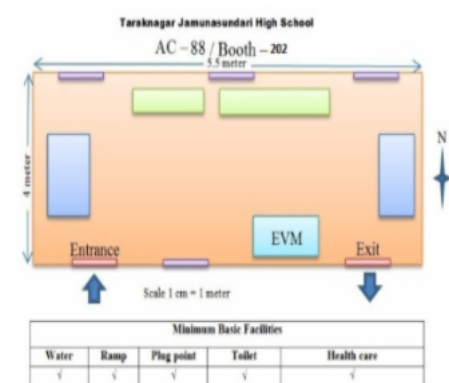 Taraknagar Jamunasundari High School
AC - 88 / Booth - 202
5.5 meter
4 meter
N
EVM
Entrance
Exit
Scale 1 cm = 1 meter
Minimum Basic Facilities
Water Ramp Plug point Toilet Health care
√ √ √ √ √